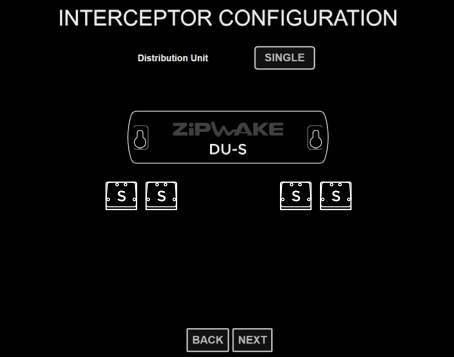 INTERCEPTOR CONFIGURATION
Distribution Unit SINGLE
ZIPWAKE
DU-S
S S S S
BACK NEXT